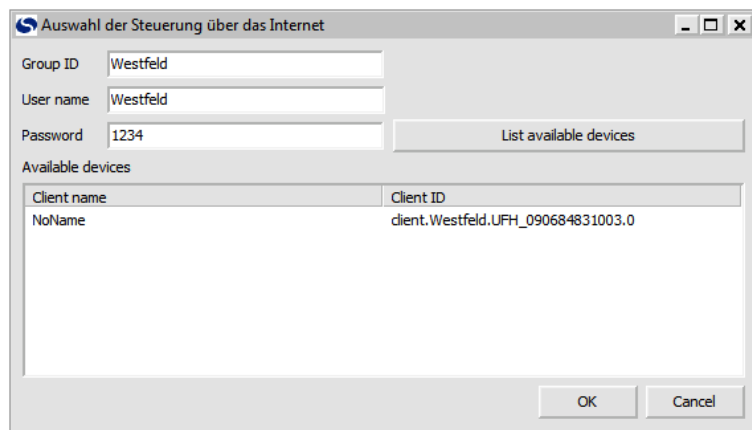 Auswahl der Steuerung über das Internet
Group ID Westfeld
User name Westfeld
Password 1234 List available devices
Available devices
Client name Client ID
NoName client.Westfeld.UFH_090684831003.0
OK Cancel